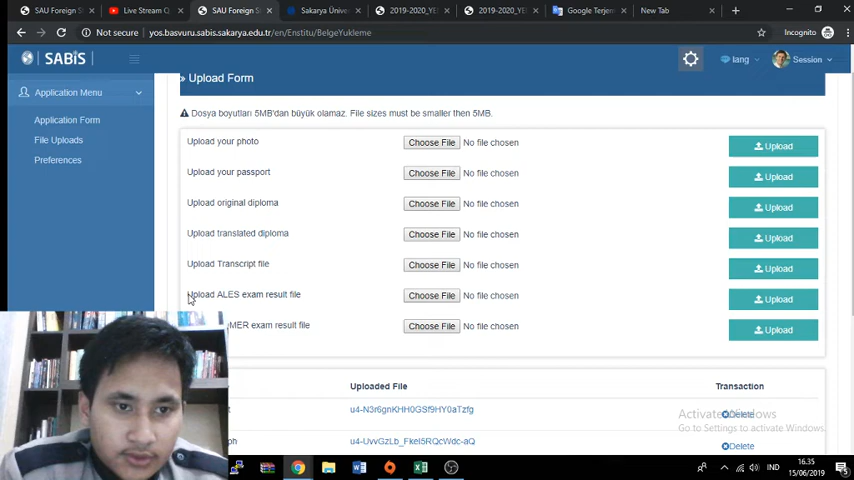 SAU Foreign S
Live Stream Q
SAU Foreign S
Sakarya Üniver
2019-2020_YE
2019-2020_YE
Google Terjem
New Tab
Not secure
yos.basvuru.sabis.sakarya.edu.tr/en/Enstitu/BelgeYukleme
Incognito
SABİS
lang
Session
Application Menu
Application Form
File Uploads
Preferences
» Upload Form
Dosya boyutları 5MB'dan büyük olamaz. File sizes must be smaller then 5MB.
Upload your photo Choose File No file chosen Upload
Upload your passport Choose File No file chosen Upload
Upload original diploma Choose File No file chosen Upload
Upload translated diploma Choose File No file chosen Upload
Upload Transcript file Choose File No file chosen Upload
Upload ALES exam result file Choose File No file chosen Upload
MER exam result file Choose File No file chosen Upload
Uploaded File Transaction
u4-N3r6gnKHH0GSf9HY0aTzfg Delete
u4-UvvGzLb_FkeI5RQcWdc-aQ Delete
Activate Windows
Go to Settings to activate Windows.
IND
16.35
15/06/2019